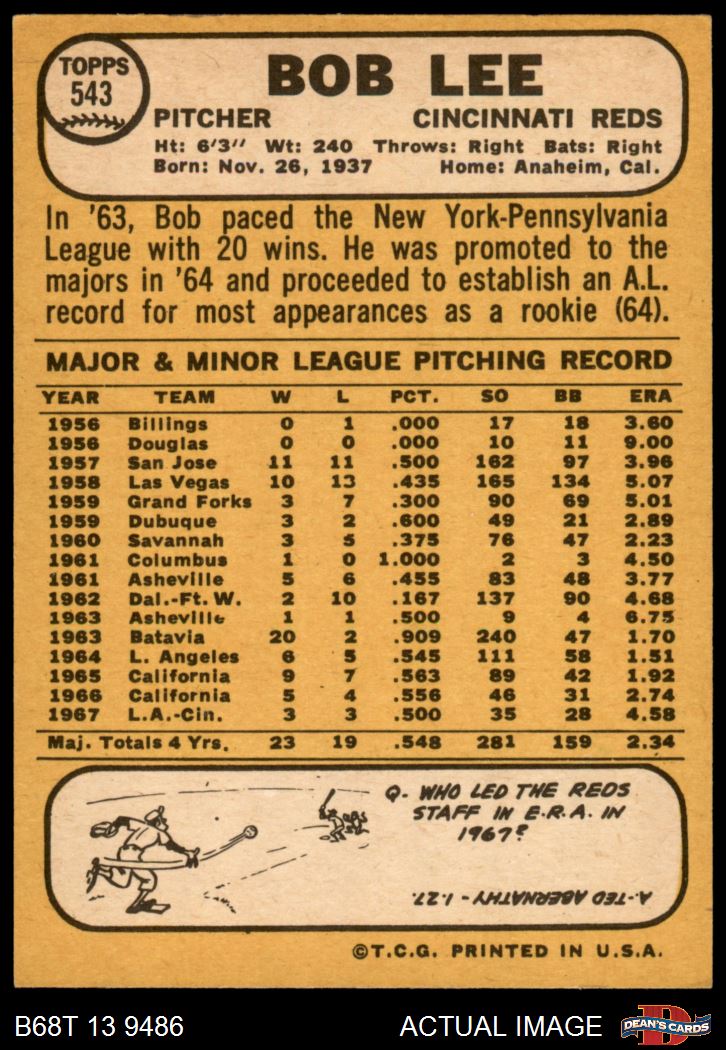 TOPPS
543
BOB LEE
PITCHER CINCINNATI REDS
Ht: 6'3" Wt: 240 Throws: Right Bats: Right
Born: Nov. 26, 1937 Home: Anaheim, Cal.
In '63, Bob paced the New York-Pennsylvania
League with 20 wins. He was promoted to the
majors in '64 and proceeded to establish an A.L.
record for most appearances as a rookie (64).
MAJOR & MINOR LEAGUE PITCHING RECORD
YEAR TEAM W L PCT. SO BB ERA
1956 Billings 0 1 .000 17 18 3.60
1956 Douglas 0 0 .000 10 11 9.00
1957 San Jose 11 11 .500 162 97 3.96
1958 Las Vegas 10 13 .435 165 134 5.07
1959 Grand Forks 3 7 .300 90 69 5.01
1959 Dubuque 3 2 .600 49 21 2.89
1960 Savannah 3 5 .375 76 47 2.23
1961 Columbus 1 0 1.000 2 3 4.50
1961 Asheville 5 6 .455 83 48 3.77
1962 Dal.-Ft. W. 2 10 .167 137 90 4.68
1963 Asheville 1 1 .500 9 4 6.75
1963 Batavia 20 2 .909 240 47 1.70
1964 L. Angeles 6 5 .545 111 58 1.51
1965 California 9 7 .563 89 42 1.92
1966 California 5 4 .556 46 31 2.74
1967 L.A.-Cin. 3 3 .500 35 28 4.58
Maj. Totals 4 Yrs. 23 19 .548 281 159 2.34
Q- WHO LED THE REDS
STAFF IN E.R.A. IN
1967?
A-TED ABERNATHY - 1.27.
©T.C.G. PRINTED IN U.S.A.
B68T 13 9486 ACTUAL IMAGE
DEAN'S CARDS